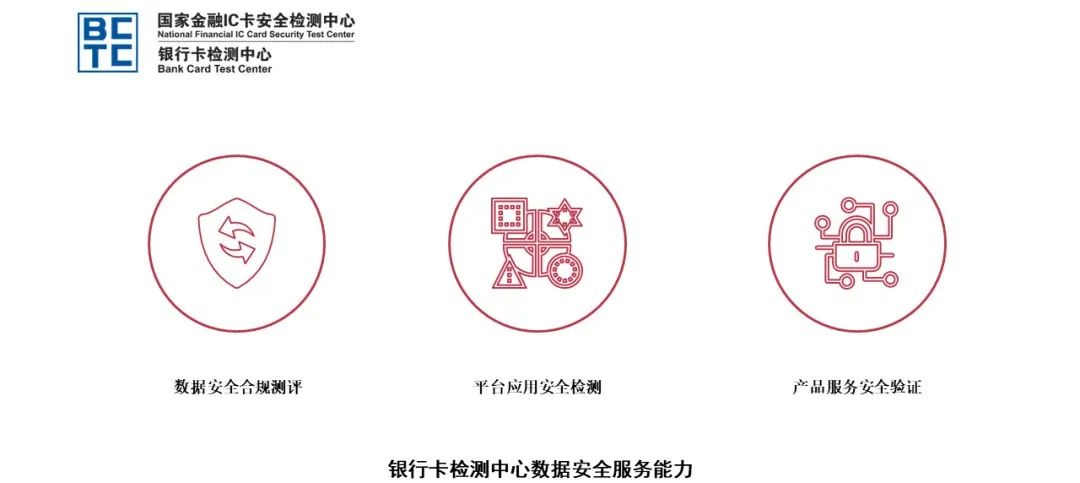 BC
TC
国家金融IC卡安全检测中心
National Financial IC Card Security Test Center
银行卡检测中心
Bank Card Test Center
数据安全合规测评
平台应用安全检测
产品服务安全验证
银行卡检测中心数据安全服务能力